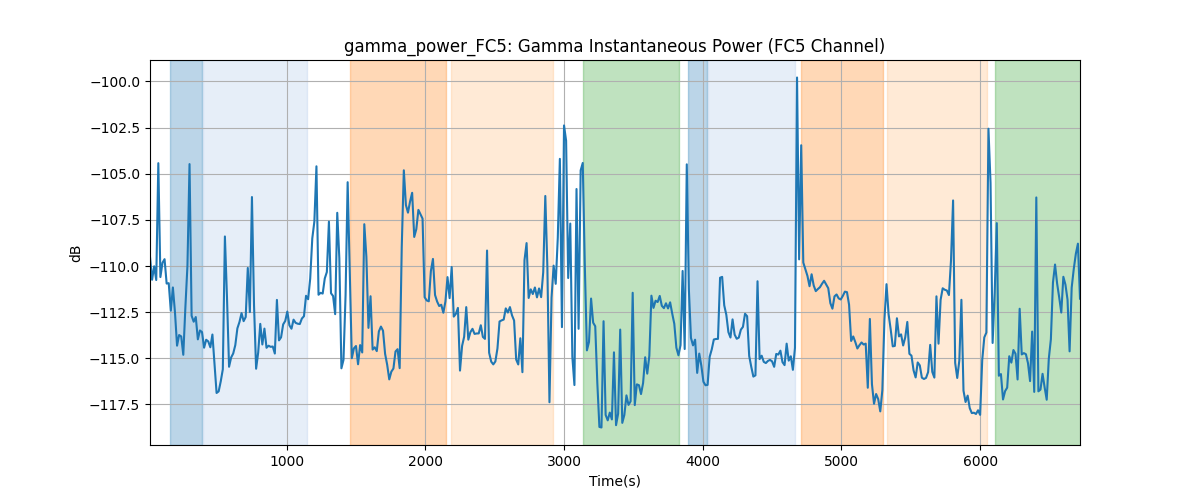 gamma_power_FC5: Gamma Instantaneous Power (FC5 Channel)
−100.0
−102.5
−105.0
−107.5
−110.0
−112.5
−115.0
−117.5
dB
1000 2000 3000 4000 5000 6000
Time(s)